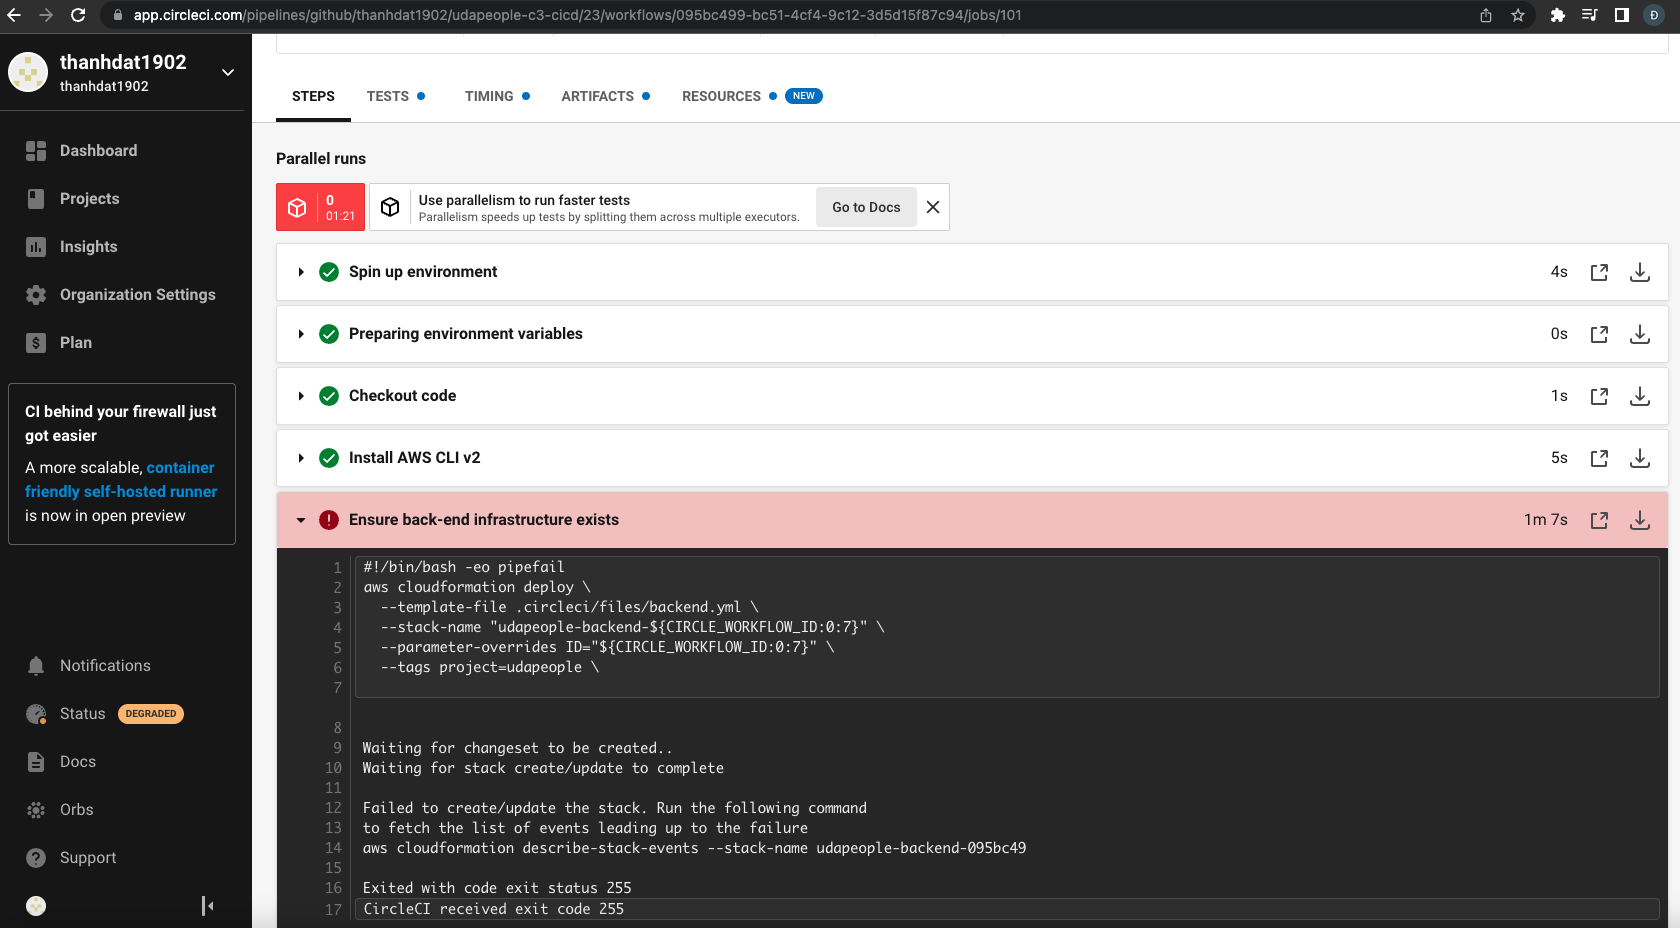 app.circleci.com/pipelines/github/thanhdat1902/udapeople-c3-cicd/23/workflows/095bc499-bc51-4cf4-9c12-3d5d15f87c94/jobs/101
Đ
thanhdat1902
thanhdat1902
Dashboard
Projects
Insights
Organization Settings
Plan
CI behind your firewall just
got easier
A more scalable, container
friendly self-hosted runner
is now in open preview
Notifications
Status DEGRADED
Docs
Orbs
Support
STEPS TESTS TIMING ARTIFACTS RESOURCES NEW
Parallel runs
0
01:21
Use parallelism to run faster tests
Parallelism speeds up tests by splitting them across multiple executors.
Go to Docs
Spin up environment 4s
Preparing environment variables 0s
Checkout code 1s
Install AWS CLI v2 5s
Ensure back-end infrastructure exists 1m 7s
1 #!/bin/bash -eo pipefail
2 aws cloudformation deploy \
3 --template-file .circleci/files/backend.yml \
4 --stack-name "udapeople-backend-${CIRCLE_WORKFLOW_ID:0:7}" \
5 --parameter-overrides ID="${CIRCLE_WORKFLOW_ID:0:7}" \
6 --tags project=udapeople \
7
8
9 Waiting for changeset to be created..
10 Waiting for stack create/update to complete
11
12 Failed to create/update the stack. Run the following command
13 to fetch the list of events leading up to the failure
14 aws cloudformation describe-stack-events --stack-name udapeople-backend-095bc49
15
16 Exited with code exit status 255
17 CircleCI received exit code 255